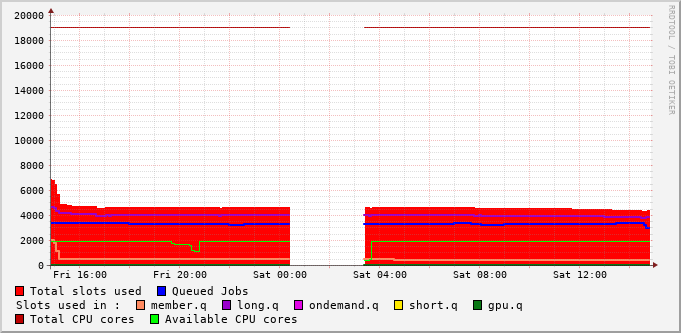 RRDTOOL / TOBI OETIKER
20000
18000
16000
14000
12000
10000
8000
6000
4000
2000
0
Fri 16:00 Fri 20:00 Sat 00:00 Sat 04:00 Sat 08:00 Sat 12:00
Total slots used Queued Jobs
Slots used in : member.q long.q ondemand.q short.q gpu.q
Total CPU cores Available CPU cores